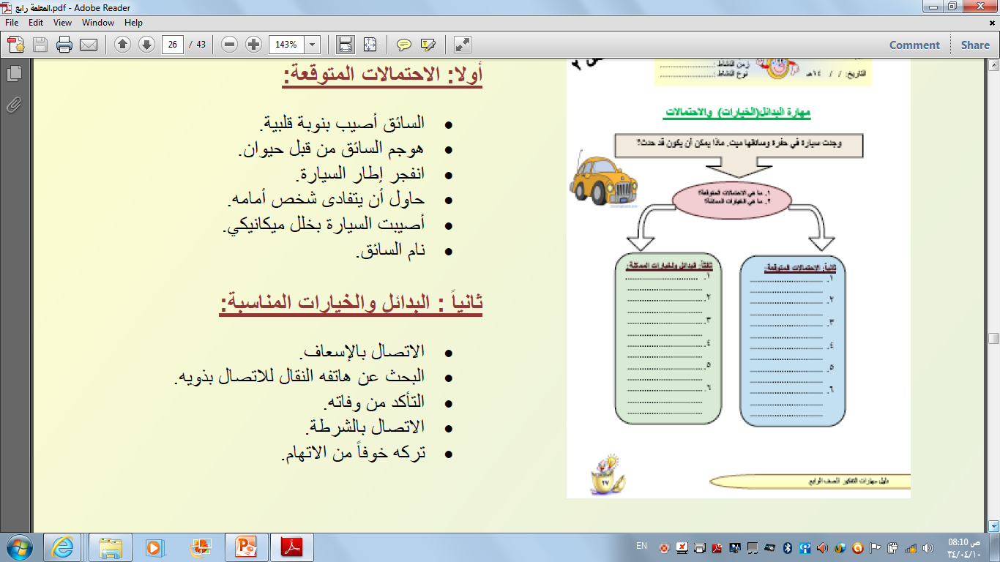 المعلمة رابع.pdf - Adobe Reader
File Edit View Window Help
26 / 43
143%
Comment
Share
أولا: الاحتمالات المتوقعة:
السائق أصيب بنوبة قلبية.
هوجم السائق من قبل حيوان.
انفجر إطار السيارة.
حاول أن يتفادى شخص أمامه.
أصيبت السيارة بخلل ميكانيكي.
نام السائق.
ثانياً : البدائل والخيارات المناسبة:
الاتصال بالإسعاف.
البحث عن هاتفه النقال للاتصال بذويه.
التأكد من وفاته.
الاتصال بالشرطة.
تركه خوفاً من الاتهام.
زمن النشاط :
التاريخ: / / ١٤هـ
نوع النشاط :
مهارة البدائل(الخيارات) والاحتمالات
وجدت سيارة في حفرة وسائقها ميت. ماذا يمكن أن يكون قد حدث؟
١. ما هي الاحتمالات المتوقعة؟
٢. ما هي الخيارات الممكنة؟
ثانياً: الاحتمالات المتوقعة:
١.
٢.
٣.
٤.
٥.
٦.
ثالثاً: البدائل والخيارات الممكنة:
١.
٢.
٣.
٤.
٥.
٦.
٢٧
دليل مهارات التفكير للصف الرابع
EN
08:10 ص
٣٤/٠٤/١٠